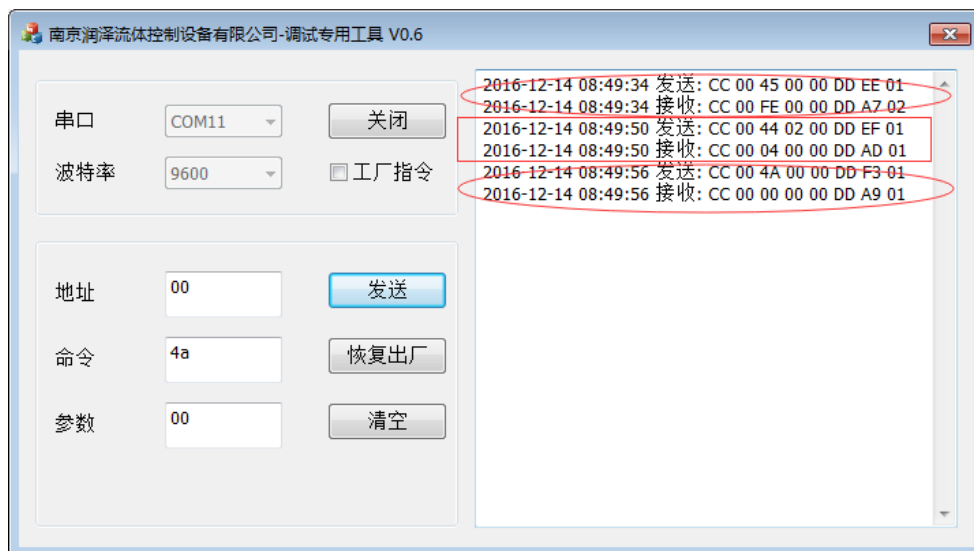 南京润泽流体控制设备有限公司-调试专用工具 V0.6
串口
COM11
关闭
波特率
9600
工厂指令
地址
00
发送
命令
4a
恢复出厂
参数
00
清空
2016-12-14 08:49:34 发送: CC 00 45 00 00 DD EE 01
2016-12-14 08:49:34 接收: CC 00 FE 00 00 DD A7 02
2016-12-14 08:49:50 发送: CC 00 44 02 00 DD EF 01
2016-12-14 08:49:50 接收: CC 00 04 00 00 DD AD 01
2016-12-14 08:49:56 发送: CC 00 4A 00 00 DD F3 01
2016-12-14 08:49:56 接收: CC 00 00 00 00 DD A9 01